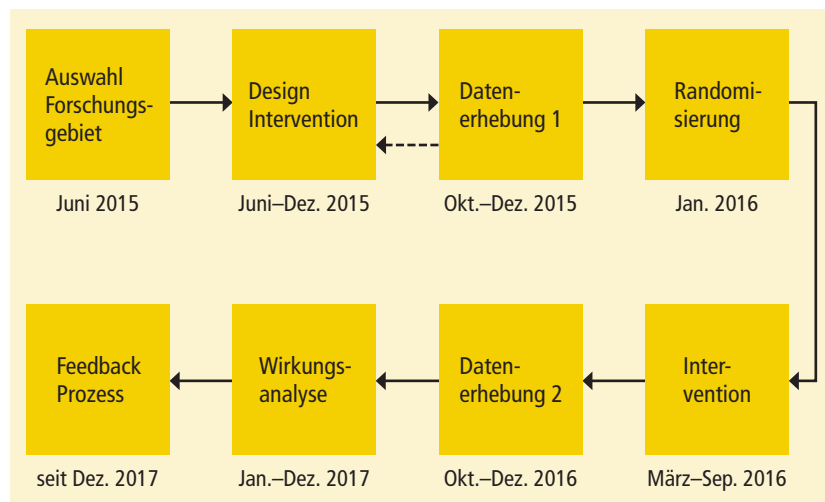 Auswahl
Forschungs-
gebiet
Juni 2015
Design
Intervention
Juni–Dez. 2015
Daten-
erhebung 1
Okt.–Dez. 2015
Randomi-
sierung
Jan. 2016
Inter-
vention
März–Sep. 2016
Daten-
erhebung 2
Okt.–Dez. 2016
Wirkungs-
analyse
Jan.–Dez. 2017
Feedback
Prozess
seit Dez. 2017